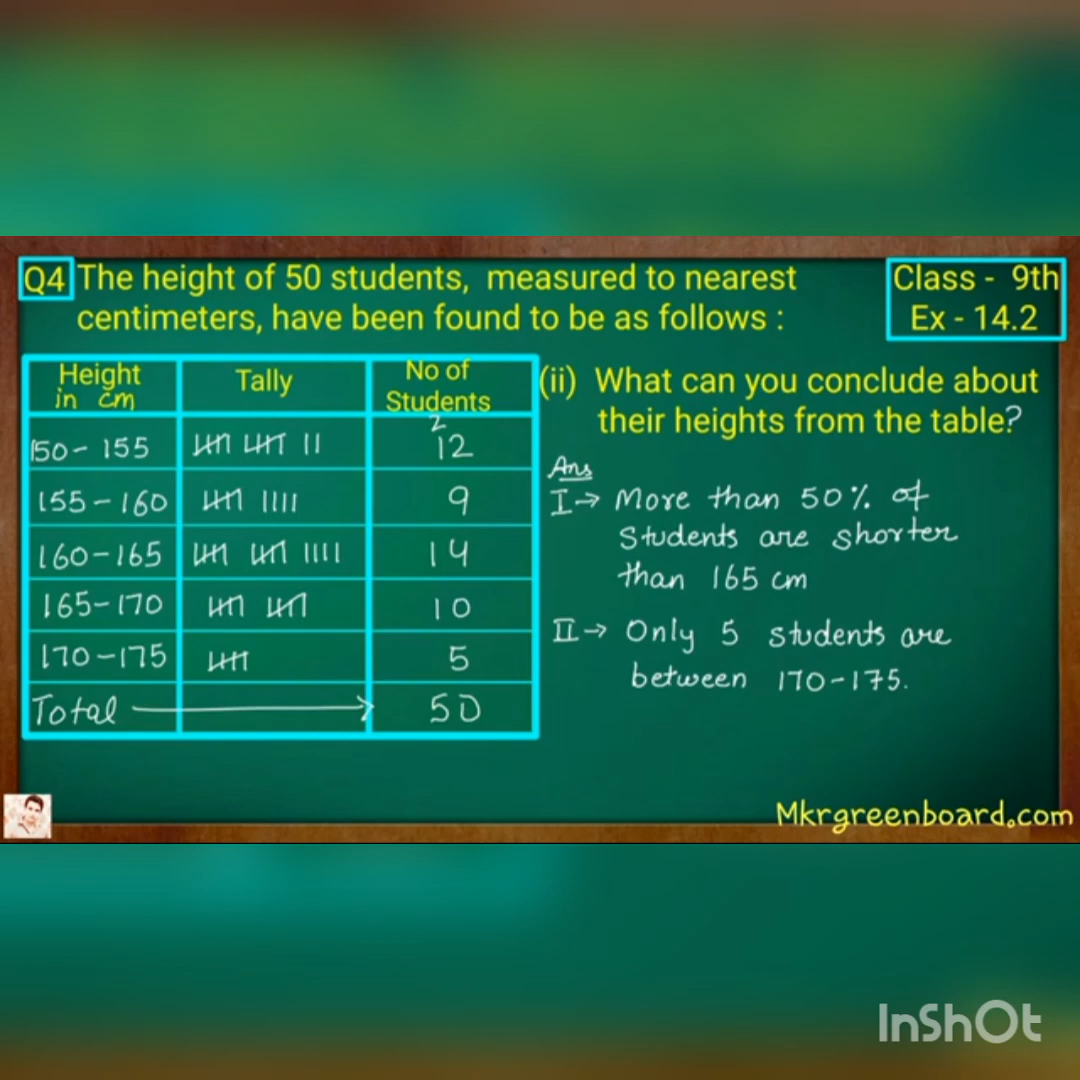 Q4 The height of 50 students, measured to nearest
centimeters, have been found to be as follows :
Class - 9th
Ex - 14.2
Height in cm Tally No of Students
2
150 - 155 𝍸 𝍸 || 12
155 - 160 𝍸 |||| 9
160 - 165 𝍸 𝍸 |||| 14
165 - 170 𝍸 𝍸 10
170 - 175 𝍸 5
Total → 50
(ii) What can you conclude about
their heights from the table?
Ans
I → More than 50% of
Students are shorter
than 165 cm
II → Only 5 students are
between 170-175.
Mkrgreenboard.com
InShOt